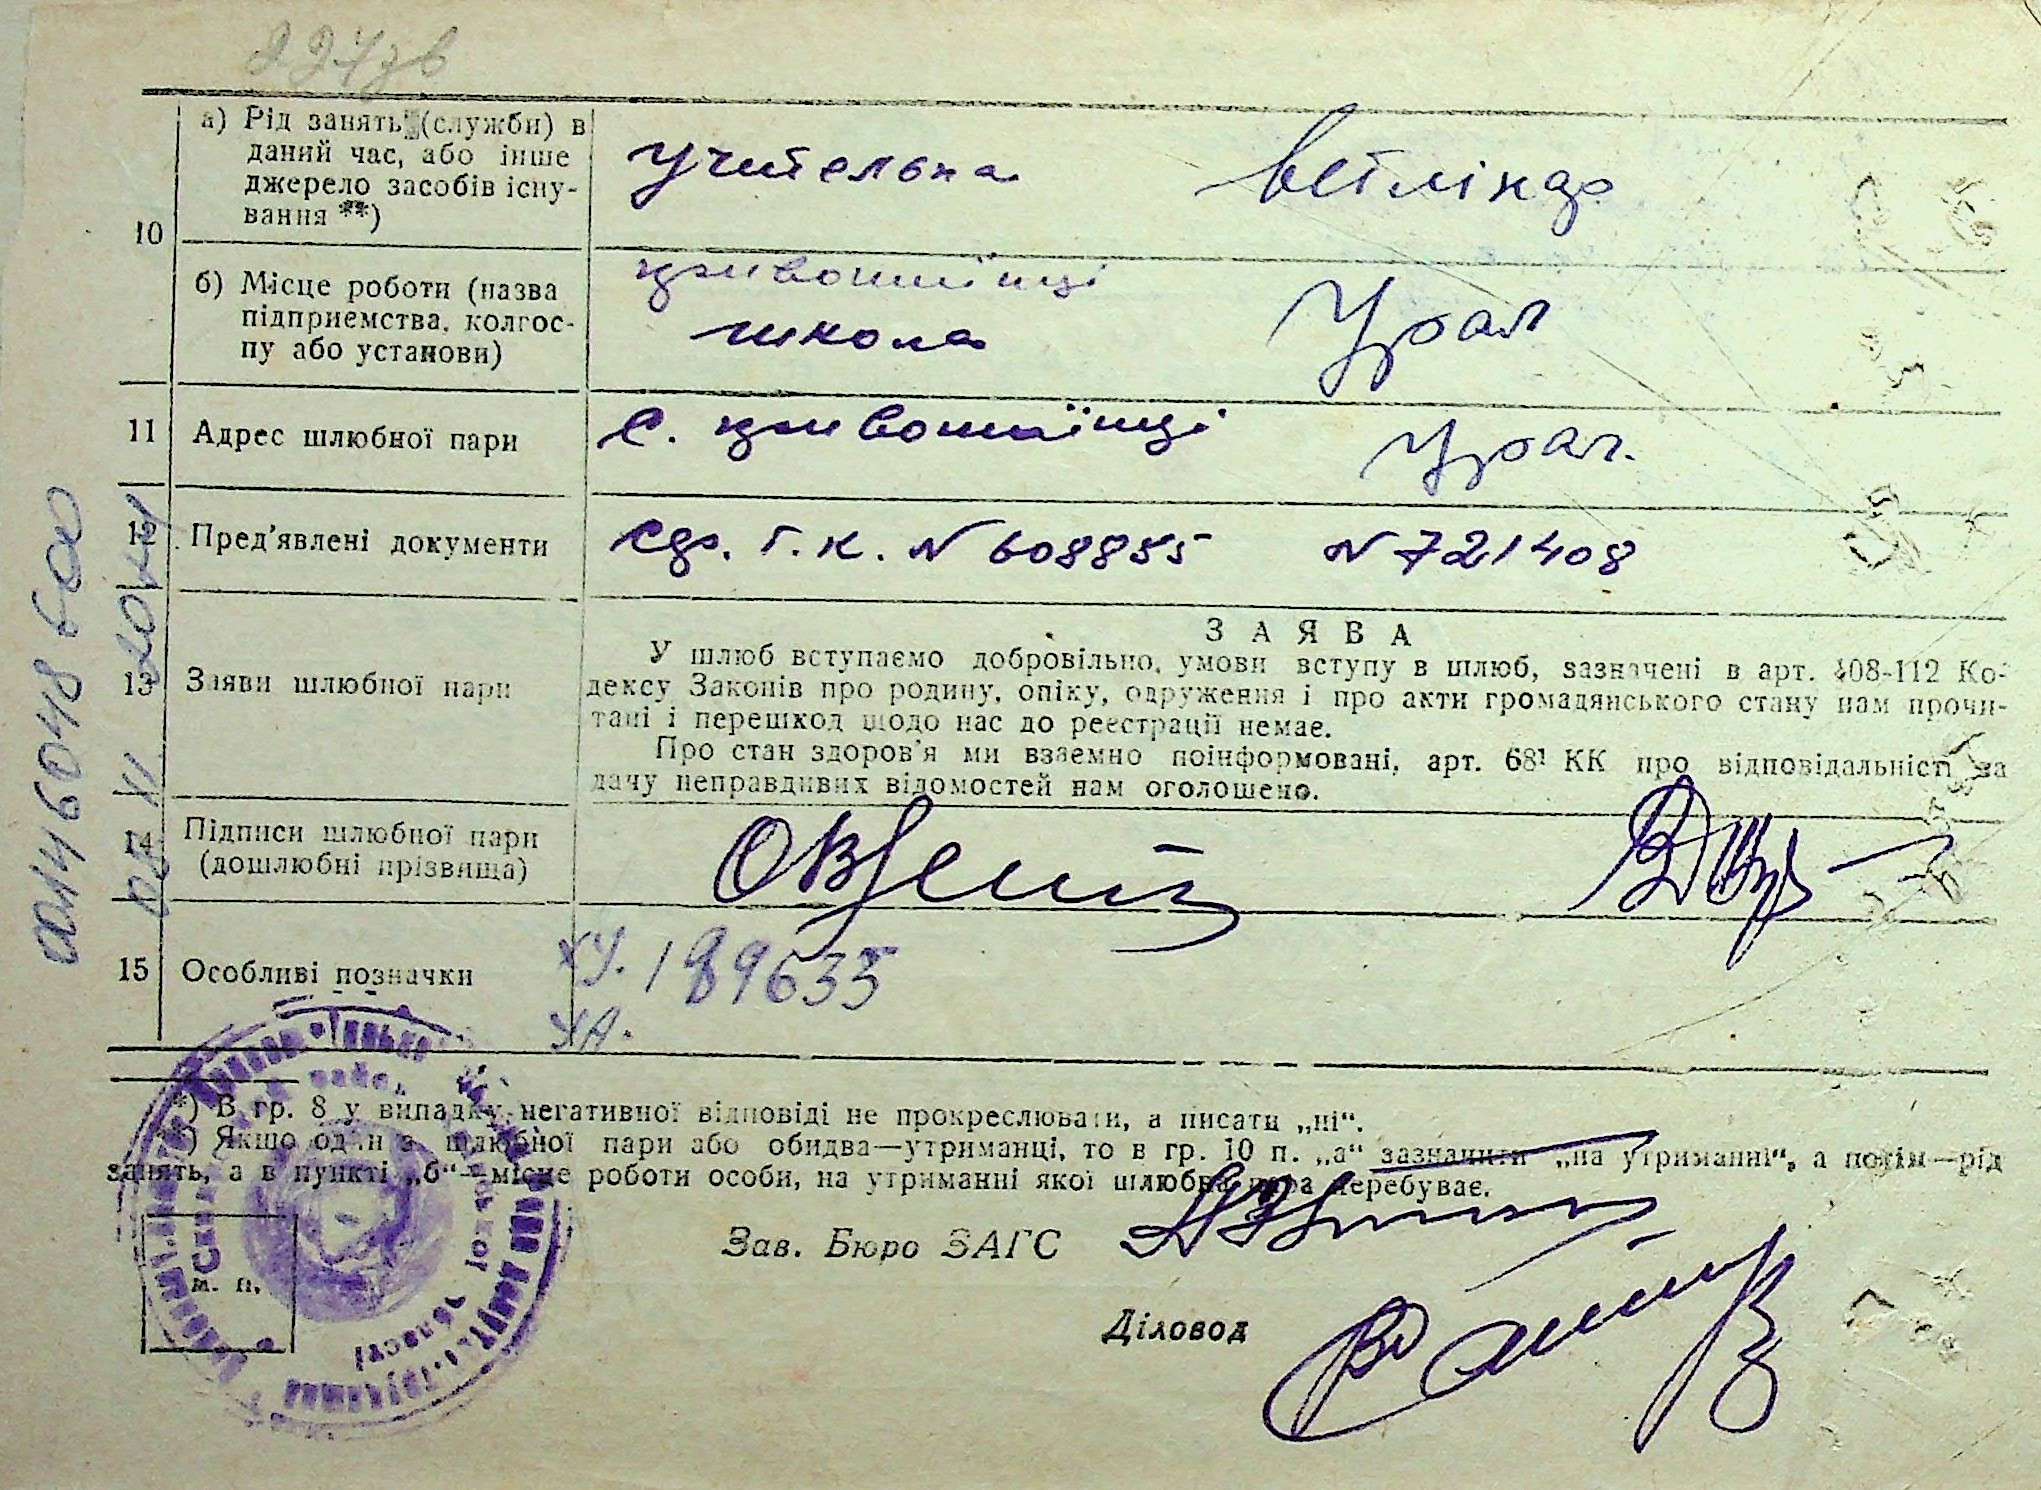 а) Рід занять (служби) в
даний час, або інше
джерело засобів існу-
вання **)
учителька
10
б) Місце роботи (назва
підприємства, колгос-
пу або установи)
кривошиїнці
школа
Урал
11 Адрес шлюбної пари с. кривошиїнці Урал.
12 Пред'явлені документи N 608855 N 721408
13 Заяви шлюбної пари
ЗАЯВА
У шлюб вступаємо добровільно, умови вступу в шлюб, зазначені в арт. 108-112 Ко-
дексу Законів про родину, опіку, одруження і про акти громадянського стану нам прочи-
тані і перешкод щодо нас до реєстрації немає.
Про стан здоров'я ми взаємно поінформовані, арт. 68¹ КК про відповідальність за
дачу неправдивих відомостей нам оголошено.
14 Підписи шлюбної пари
(дошлюбні прізвища)
15 Особливі позначки
189635
*) В гр. 8 у випадку негативної відповіді не прокреслювати, а писати „ні“.
**) Якщо один з шлюбної пари або обидва—утриманці, то в гр. 10 п. „а“ зазначити „на утриманні“, а потім—рід
занять, а в пункті „б“—місце роботи особи, на утриманні якої шлюбна пара перебуває.
Зав. Бюро ЗАГС
м. п.
Діловод